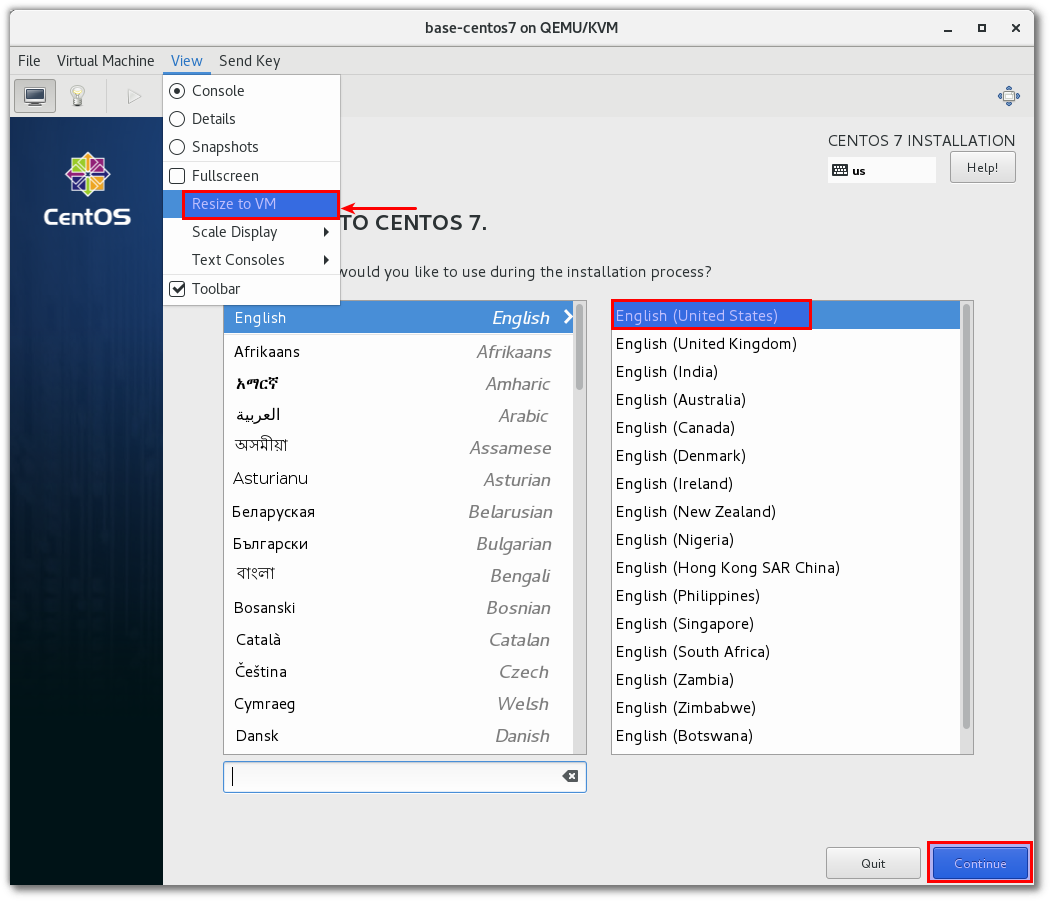 base-centos7 on QEMU/KVM
File Virtual Machine View Send Key
Console
Details
Snapshots
Fullscreen
Resize to VM
Scale Display
Text Consoles
Toolbar
CentOS
CENTOS 7 INSTALLATION
us
Help!
TO CENTOS 7.
would you like to use during the installation process?
English English
Afrikaans Afrikaans
አማርኛ Amharic
العربية Arabic
অসমীয়া Assamese
Asturianu Asturian
Беларуская Belarusian
Български Bulgarian
বাংলা Bengali
Bosanski Bosnian
Català Catalan
Čeština Czech
Cymraeg Welsh
Dansk Danish
English (United States)
English (United Kingdom)
English (India)
English (Australia)
English (Canada)
English (Denmark)
English (Ireland)
English (New Zealand)
English (Nigeria)
English (Hong Kong SAR China)
English (Philippines)
English (Singapore)
English (South Africa)
English (Zambia)
English (Zimbabwe)
English (Botswana)
Quit
Continue